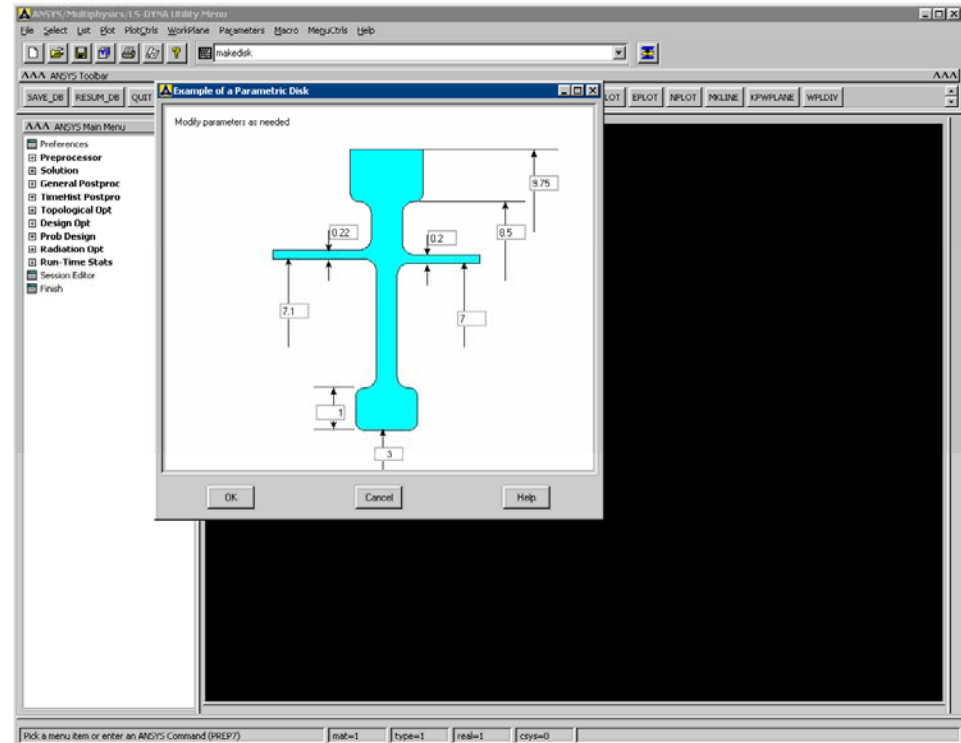 ANSYS/Multiphysics/LS-DYNA Utility Menu
File Select List Plot PlotCtrls WorkPlane Parameters Macro MenuCtrls Help
makedisk
ANSYS Toolbar
SAVE_DB RESUM_DB QUIT LOT EPLOT NPLOT MKLINE KPWPLANE WPLDIV
Example of a Parametric Disk
Modify parameters as needed
ANSYS Main Menu
Preferences
Preprocessor
Solution
General Postproc
TimeHist Postpro
Topological Opt
Design Opt
Prob Design
Radiation Opt
Run-Time Stats
Session Editor
Finish
9.75
0.22 0.2 8.5
7.1 7
1
3
OK Cancel Help
Pick a menu item or enter an ANSYS Command (PREP7) mat=1 type=1 real=1 csys=0